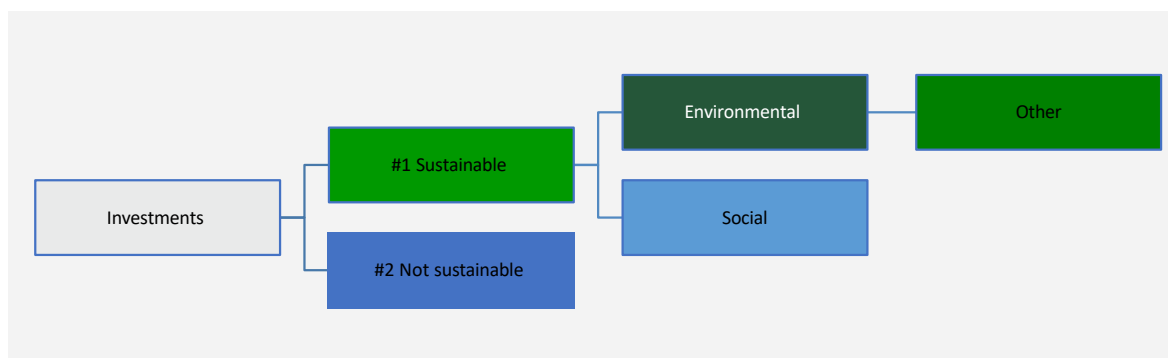 Environmental
Other
#1 Sustainable
Investments
Social
#2 Not sustainable